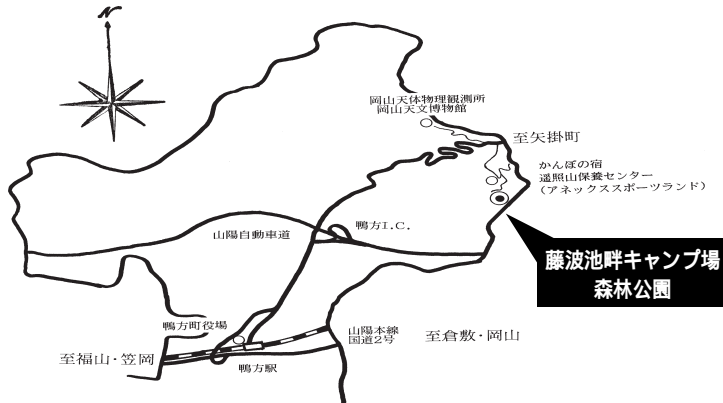 N
岡山天体物理観測所
岡山天文博物館
至矢掛町
かんぽの宿
遥照山保養センター
(アネックススポーツランド)
鴨方I.C.
山陽自動車道
藤波池畔キャンプ場
森林公園
鴨方町役場
山陽本線
国道2号
至倉敷・岡山
至福山・笠岡
鴨方駅